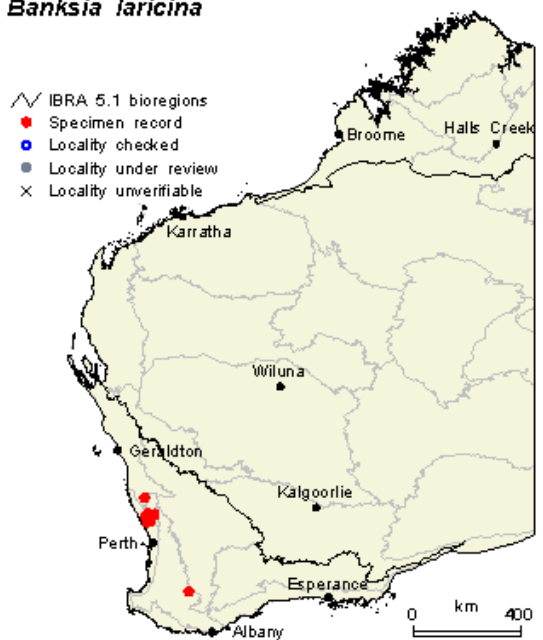 Banksia laricina
IBRA 5.1 bioregions
Specimen record
Locality checked
Locality under review
Locality unverifiable
Broome
Halls Creek
Karratha
Wiluna
Geraldton
Kalgoorlie
Perth
Esperance
Albany
0 km 400